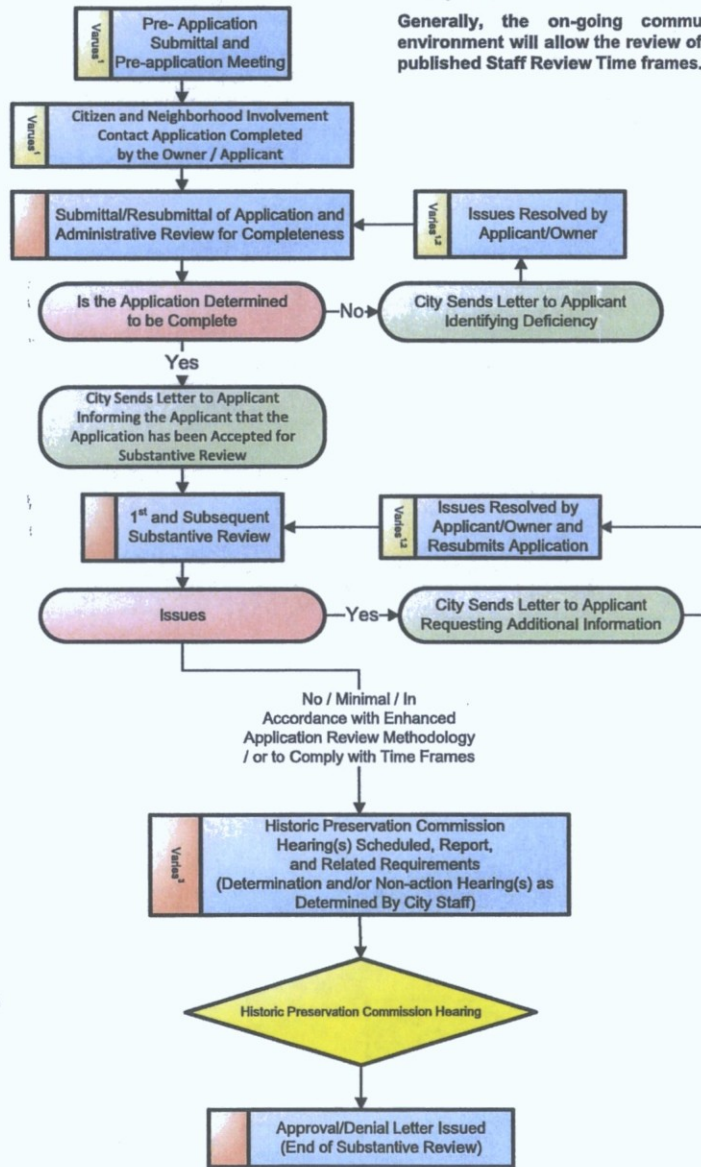 Generally, the on-going commu
environment will allow the review of
published Staff Review Time frames.
Varues¹
Pre- Application
Submittal and
Pre-application Meeting
Varues¹
Citizen and Neighborhood Involvement
Contact Application Completed
by the Owner / Applicant
Submittal/Resubmittal of Application and
Administrative Review for Completeness
Varies¹,²
Issues Resolved by
Applicant/Owner
Is the Application Determined
to be Complete
No
City Sends Letter to Applicant
Identifying Deficiency
Yes
City Sends Letter to Applicant
Informing the Applicant that the
Application has been Accepted for
Substantive Review
1st and Subsequent
Substantive Review
Varies¹,²
Issues Resolved by
Applicant/Owner and
Resubmits Application
Issues
Yes
City Sends Letter to Applicant
Requesting Additional Information
No / Minimal / In
Accordance with Enhanced
Application Review Methodology
/ or to Comply with Time Frames
Varies³
Historic Preservation Commission
Hearing(s) Scheduled, Report,
and Related Requirements
(Determination and/or Non-action Hearing(s) as
Determined By City Staff)
Historic Preservation Commission Hearing
Approval/Denial Letter Issued
(End of Substantive Review)